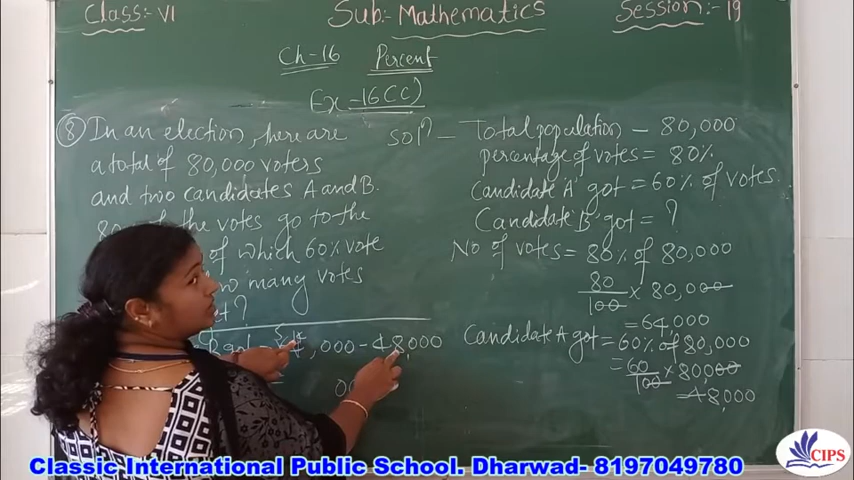 Class:- VI
Sub:- Mathematics
Session:- 19
Ch-16 Percent
Ex-16(C)
⑧ In an election, here are
a total of 80,000 voters
and two candidates A and B.
of the votes go to the
of which 60% vote
many votes
?
Solⁿ - Total population - 80,000
percentage of votes = 80%
Candidate 'A' got = 60% of votes
Candidate 'B' got = ?
No of votes = 80% of 80,000
80/100 × 80,000
= 64,000
Candidate A got = 60% of 80,000
= 60/100 × 80,000
= 48,000
,000 - 48,000
Classic International Public School. Dharwad- 8197049780
CIPS